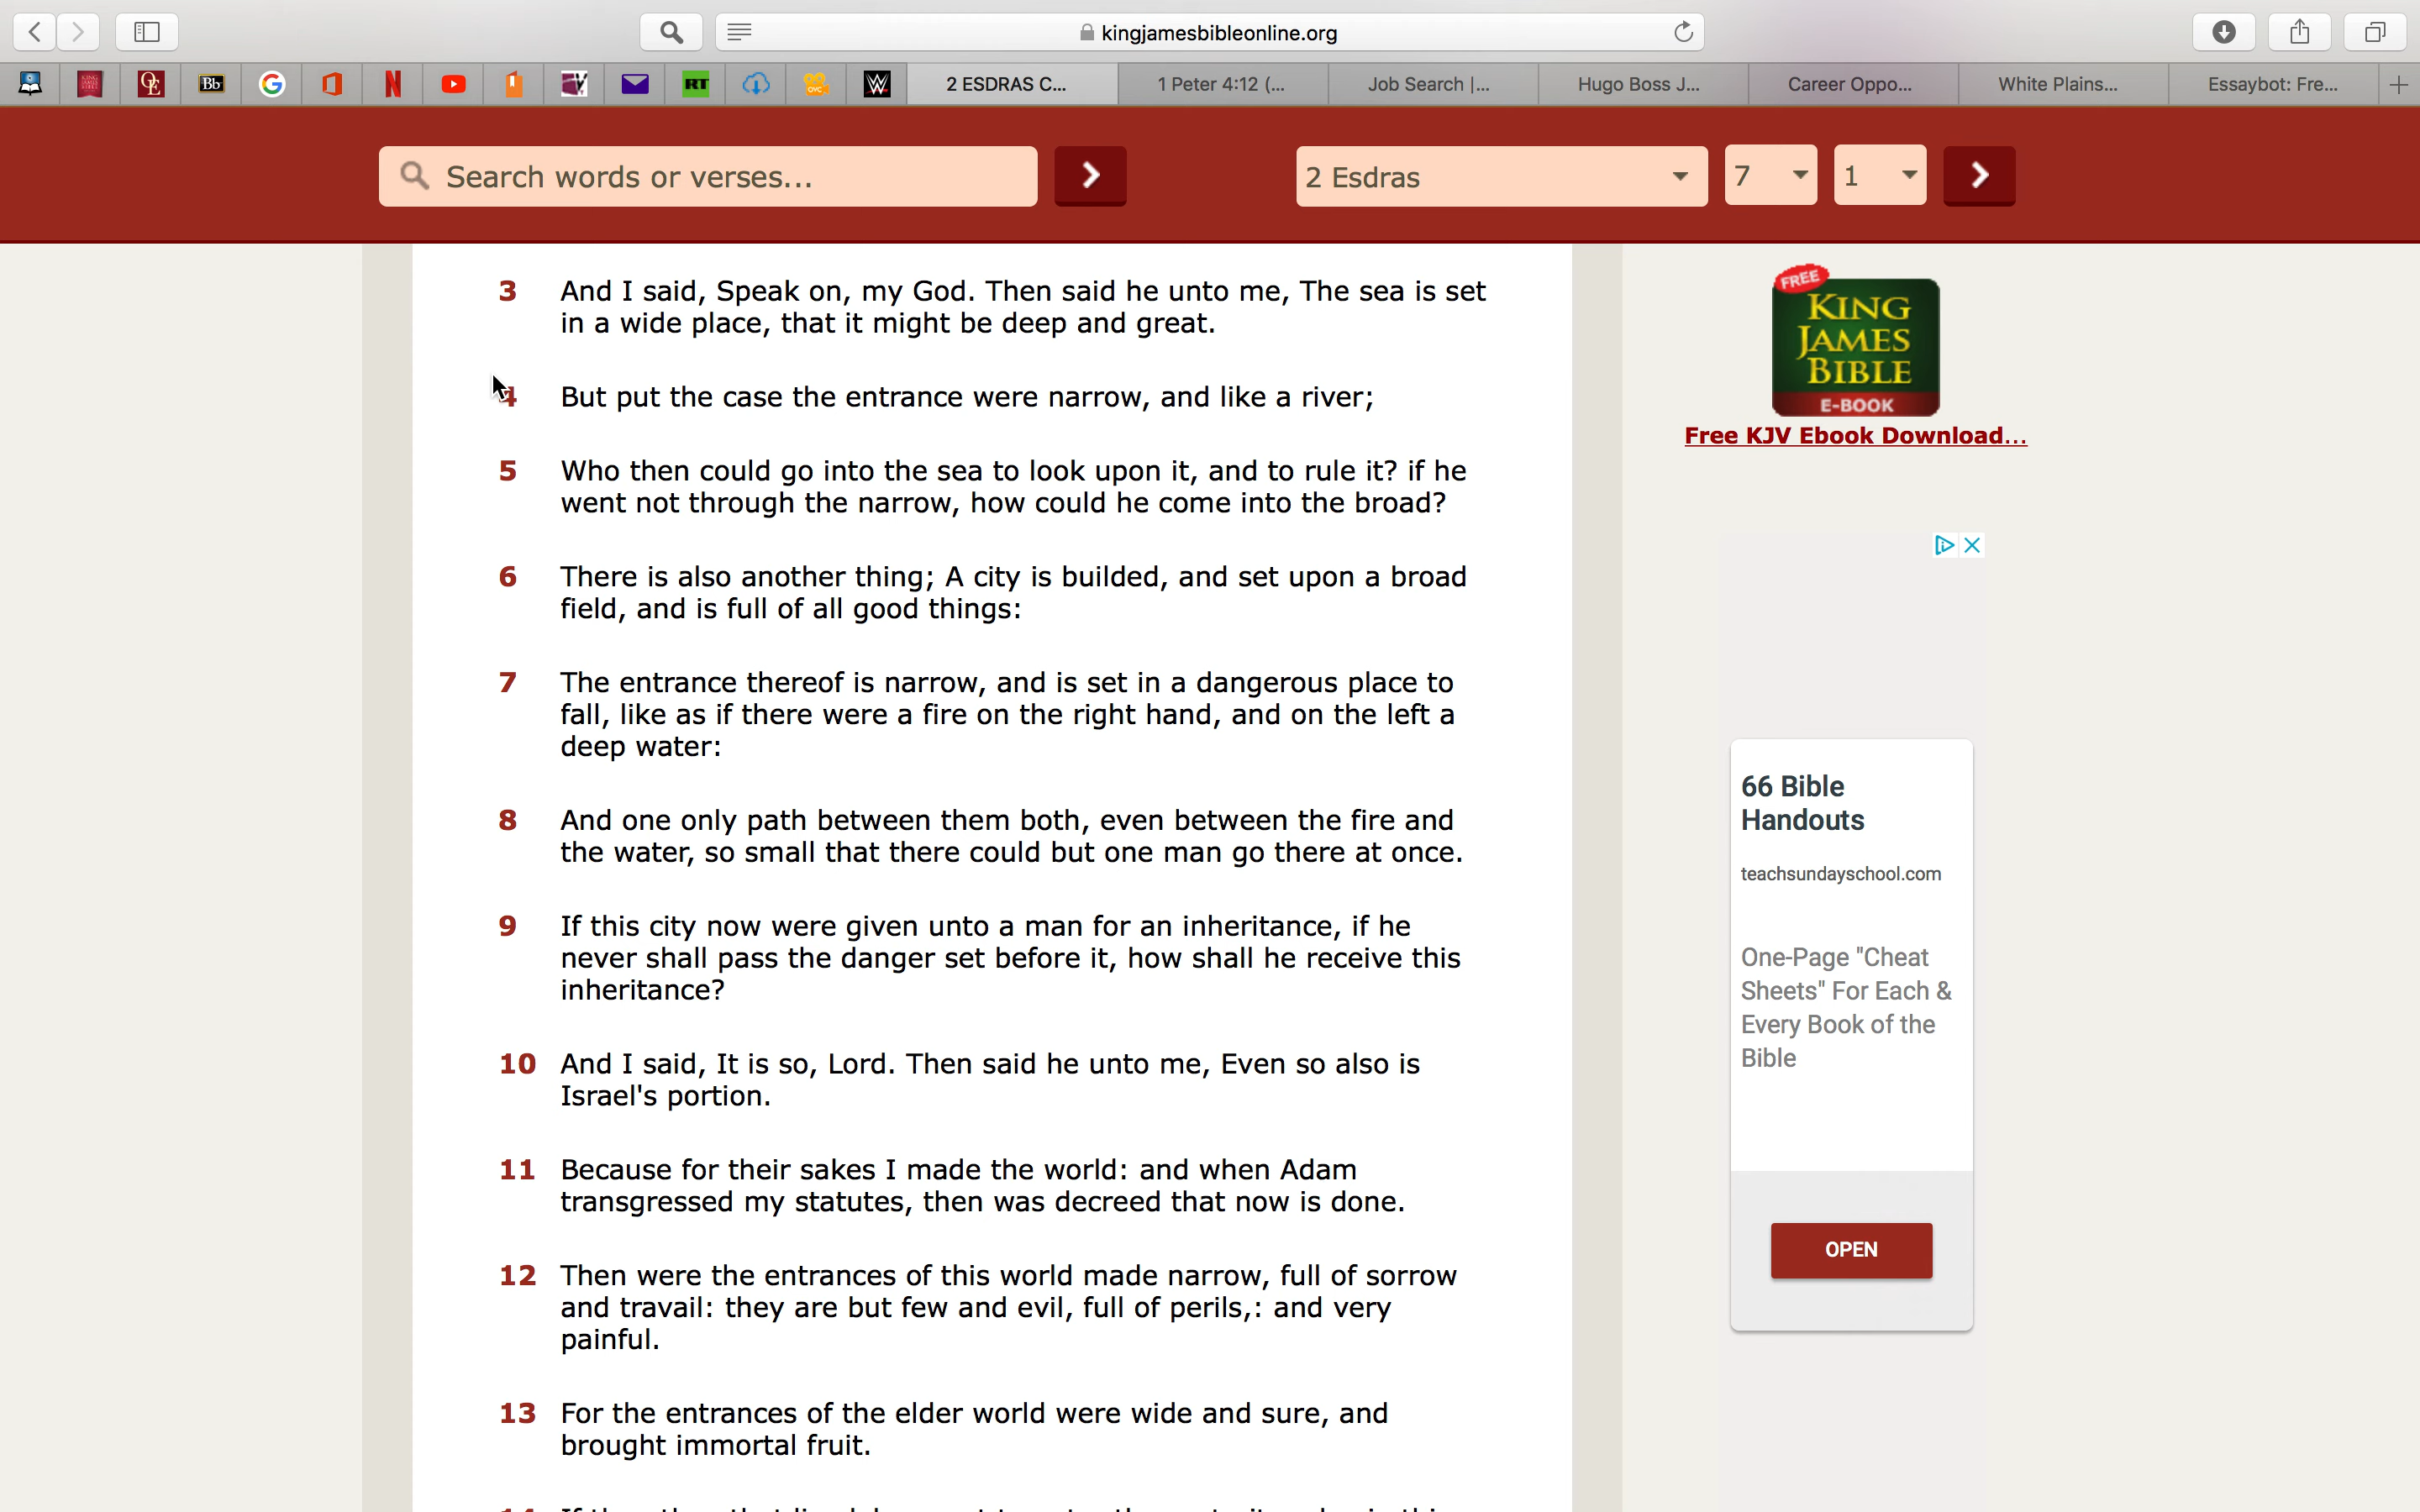 kingjamesbibleonline.org
KING JAMES BIBLE
Bb
N
RT
OVC
W
2 ESDRAS C...
1 Peter 4:12 (...
Job Search |...
Hugo Boss J...
Career Oppo...
White Plains...
Essaybot: Fre...
Search words or verses...
2 Esdras
7
1
3 And I said, Speak on, my God. Then said he unto me, The sea is set
in a wide place, that it might be deep and great.
4 But put the case the entrance were narrow, and like a river;
5 Who then could go into the sea to look upon it, and to rule it? if he
went not through the narrow, how could he come into the broad?
6 There is also another thing; A city is builded, and set upon a broad
field, and is full of all good things:
7 The entrance thereof is narrow, and is set in a dangerous place to
fall, like as if there were a fire on the right hand, and on the left a
deep water:
8 And one only path between them both, even between the fire and
the water, so small that there could but one man go there at once.
9 If this city now were given unto a man for an inheritance, if he
never shall pass the danger set before it, how shall he receive this
inheritance?
10 And I said, It is so, Lord. Then said he unto me, Even so also is
Israel's portion.
11 Because for their sakes I made the world: and when Adam
transgressed my statutes, then was decreed that now is done.
12 Then were the entrances of this world made narrow, full of sorrow
and travail: they are but few and evil, full of perils,: and very
painful.
13 For the entrances of the elder world were wide and sure, and
brought immortal fruit.
FREE
KING
JAMES
BIBLE
E-BOOK
Free KJV Ebook Download...
66 Bible
Handouts
teachsundayschool.com
One-Page "Cheat
Sheets" For Each &
Every Book of the
Bible
OPEN